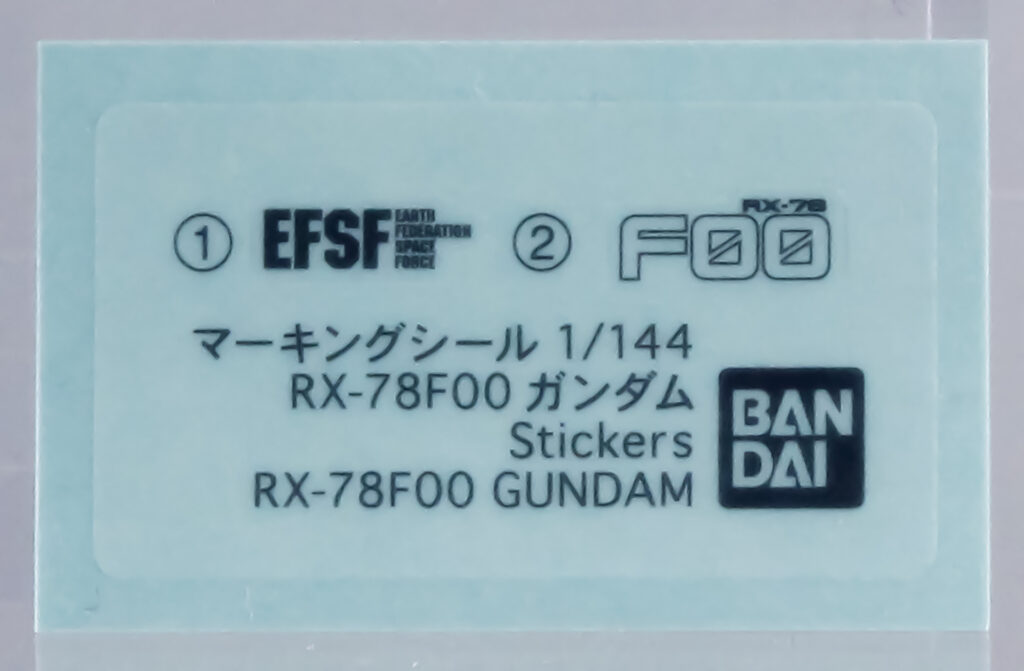 ① EFSF EARTH FEDERATION SPACE FORCE ② RX-78 F00
マーキングシール 1/144
RX-78F00 ガンダム
Stickers
RX-78F00 GUNDAM
BAN
DAI